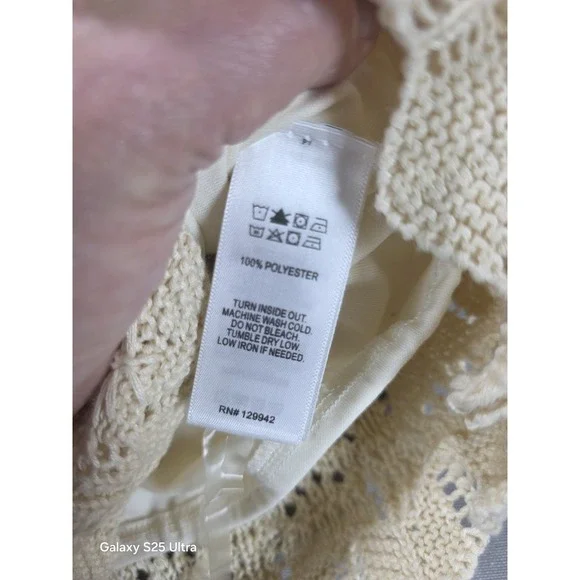 100% POLYESTER
TURN INSIDE OUT.
MACHINE WASH COLD.
DO NOT BLEACH.
TUMBLE DRY LOW.
LOW IRON IF NEEDED.
RN# 129942
Galaxy S25 Ultra